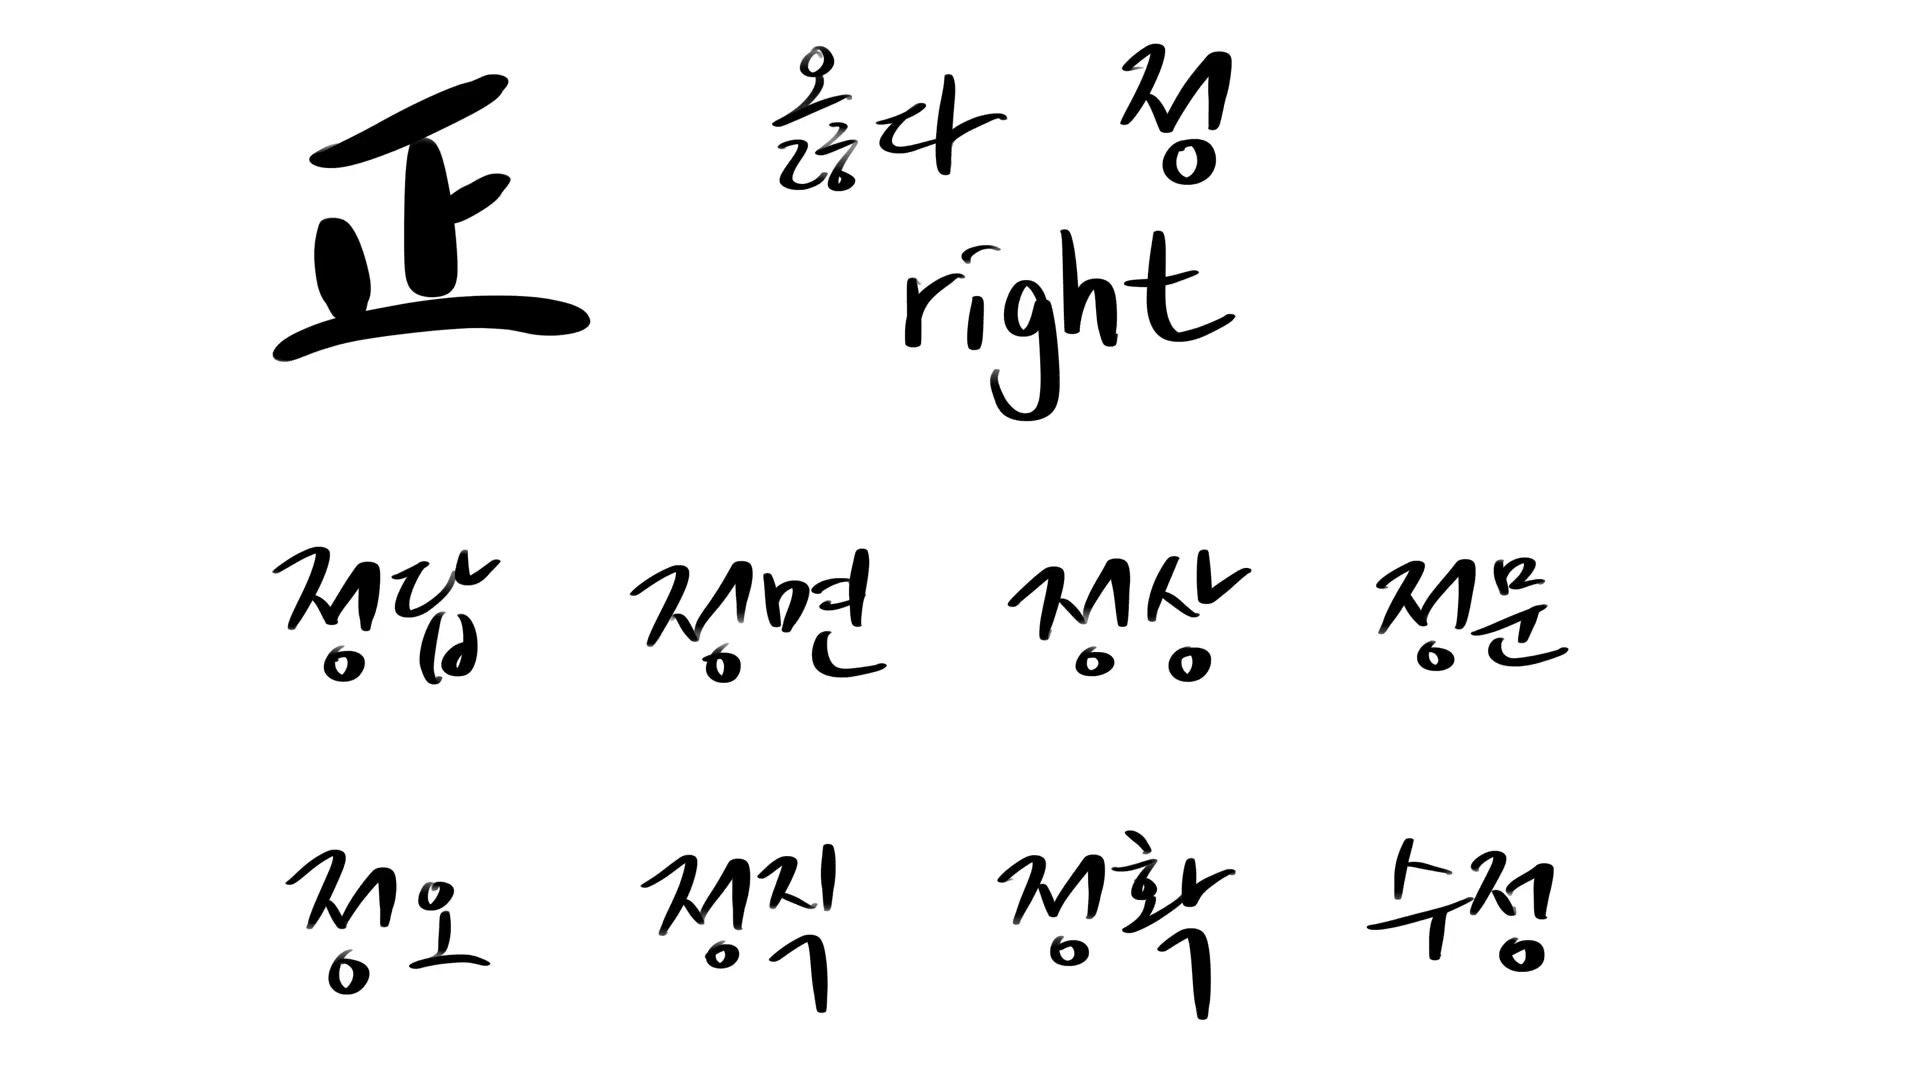 正 옳다 정
right
정답 정면 정상 정문
정오 정직 정확 수정